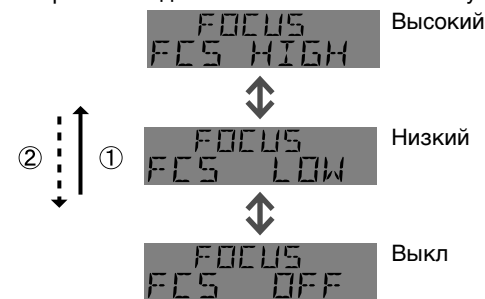 FOCUS
FCS HIGH
Высокий
② ①
FOCUS
FCS LOW
Низкий
FOCUS
FCS OFF
Выкл